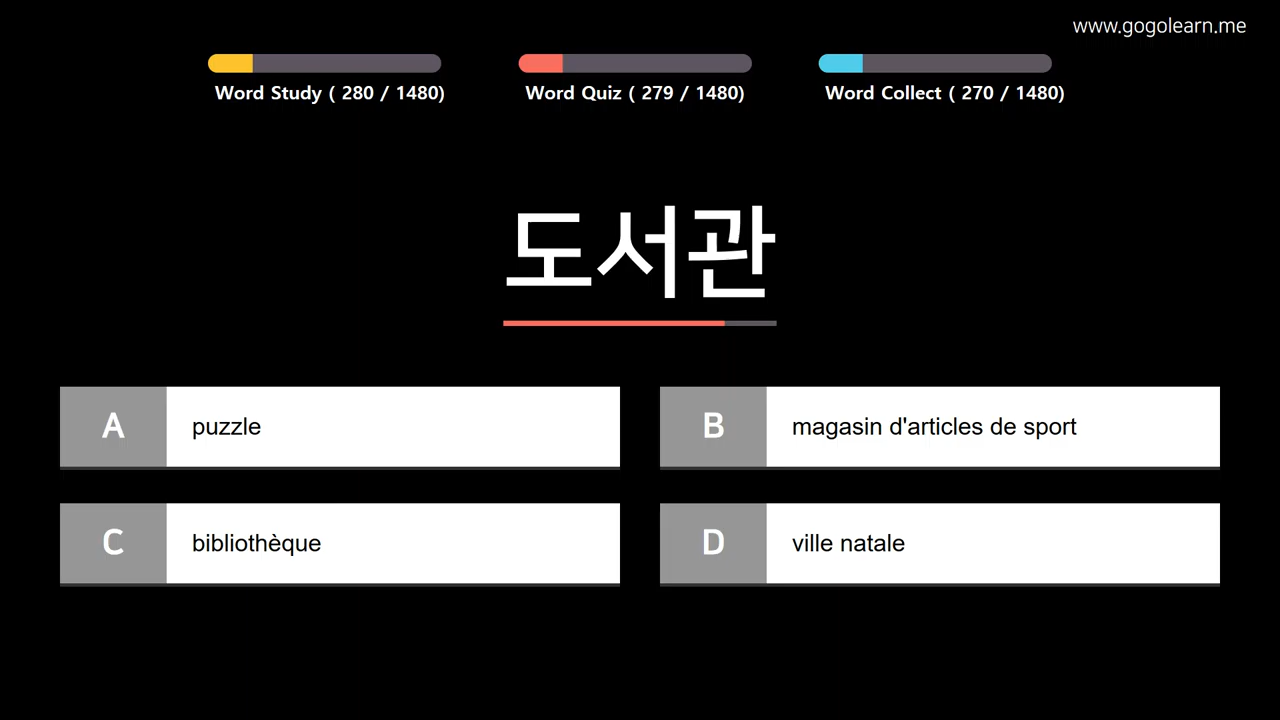 www.gogolearn.me
Word Study ( 280 / 1480)
Word Quiz ( 279 / 1480)
Word Collect ( 270 / 1480)
도서관
A
puzzle
B
magasin d'articles de sport
C
bibliothèque
D
ville natale